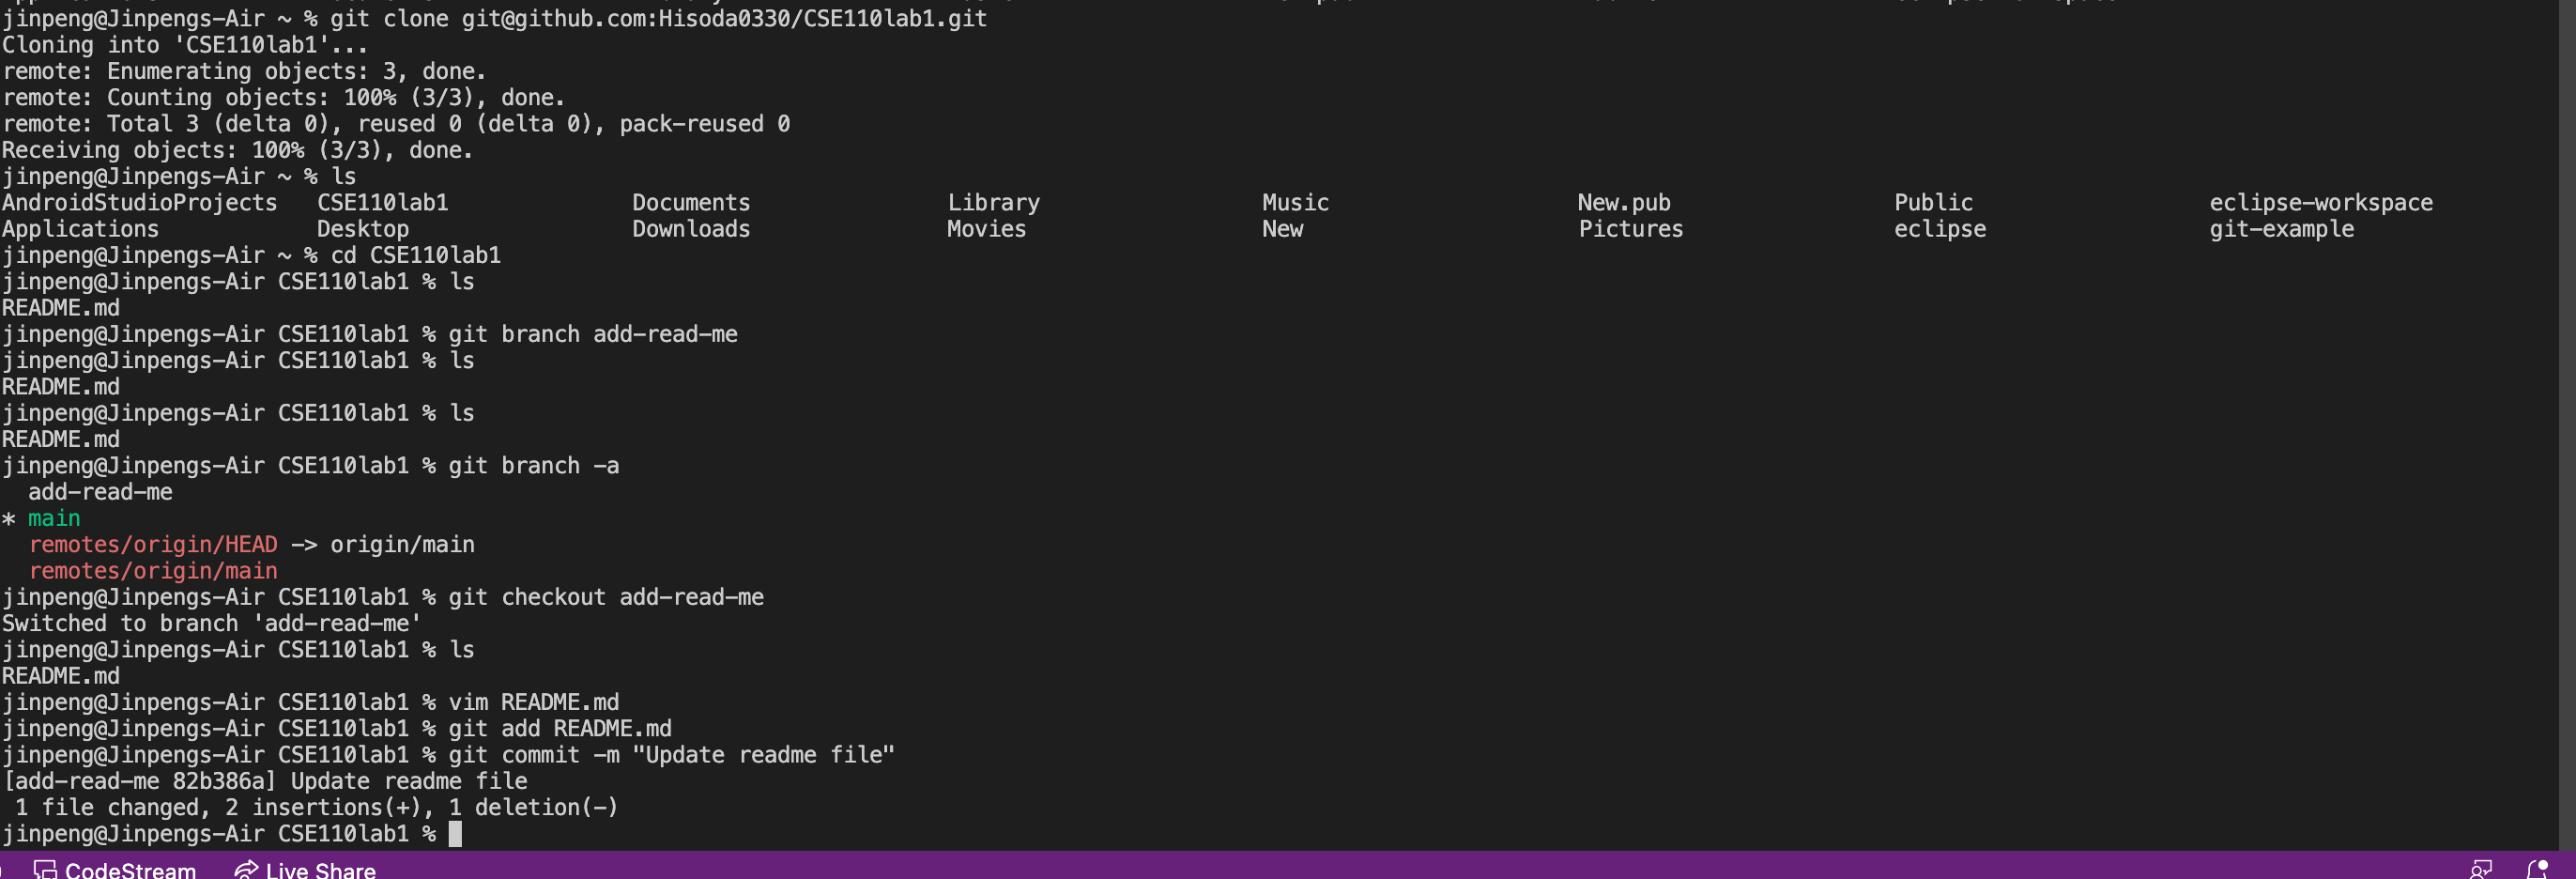 jinpeng@Jinpengs-Air ~ % git clone git@github.com:Hisoda0330/CSE110lab1.git
Cloning into 'CSE110lab1'...
remote: Enumerating objects: 3, done.
remote: Counting objects: 100% (3/3), done.
remote: Total 3 (delta 0), reused 0 (delta 0), pack-reused 0
Receiving objects: 100% (3/3), done.
jinpeng@Jinpengs-Air ~ % ls
AndroidStudioProjects CSE110lab1 Documents Library Music New.pub Public eclipse-workspace
Applications Desktop Downloads Movies New Pictures eclipse git-example
jinpeng@Jinpengs-Air ~ % cd CSE110lab1
jinpeng@Jinpengs-Air CSE110lab1 % ls
README.md
jinpeng@Jinpengs-Air CSE110lab1 % git branch add-read-me
jinpeng@Jinpengs-Air CSE110lab1 % ls
README.md
jinpeng@Jinpengs-Air CSE110lab1 % ls
README.md
jinpeng@Jinpengs-Air CSE110lab1 % git branch -a
add-read-me
* main
remotes/origin/HEAD -> origin/main
remotes/origin/main
jinpeng@Jinpengs-Air CSE110lab1 % git checkout add-read-me
Switched to branch 'add-read-me'
jinpeng@Jinpengs-Air CSE110lab1 % ls
README.md
jinpeng@Jinpengs-Air CSE110lab1 % vim README.md
jinpeng@Jinpengs-Air CSE110lab1 % git add README.md
jinpeng@Jinpengs-Air CSE110lab1 % git commit -m "Update readme file"
[add-read-me 82b386a] Update readme file
1 file changed, 2 insertions(+), 1 deletion(-)
jinpeng@Jinpengs-Air CSE110lab1 %
CodeStream Live Share